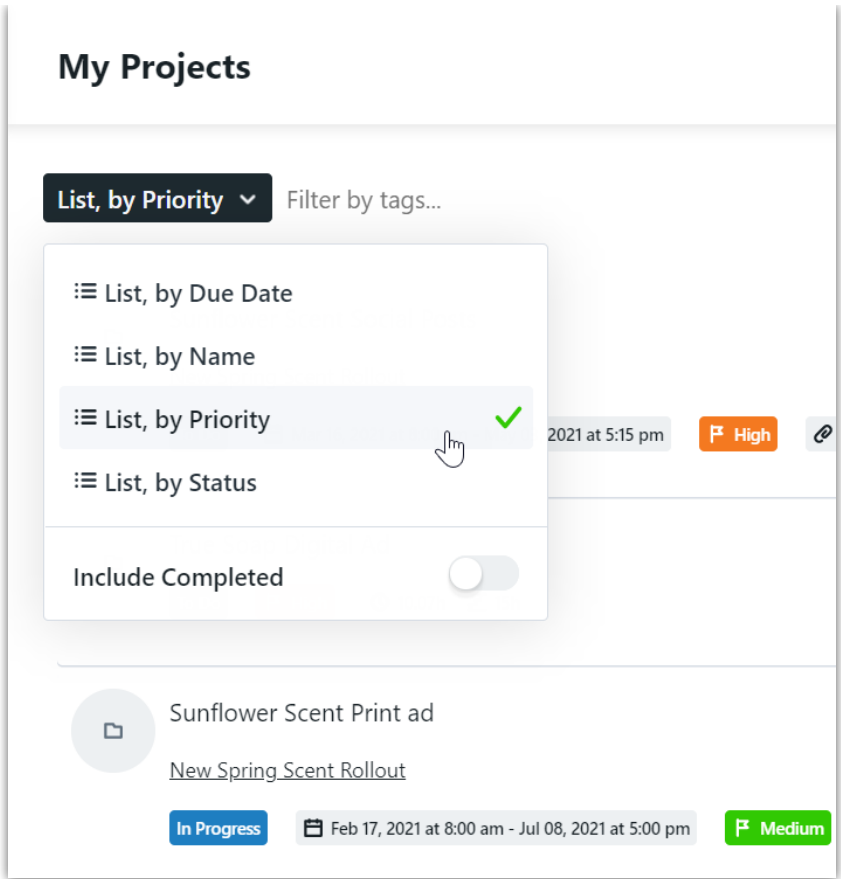 My Projects
List, by Priority
Filter by tags...
List, by Due Date
List, by Name
List, by Priority
2021 at 5:15 pm
High
List, by Status
Include Completed
Sunflower Scent Print ad
New Spring Scent Rollout
In Progress
Feb 17, 2021 at 8:00 am - Jul 08, 2021 at 5:00 pm
Medium